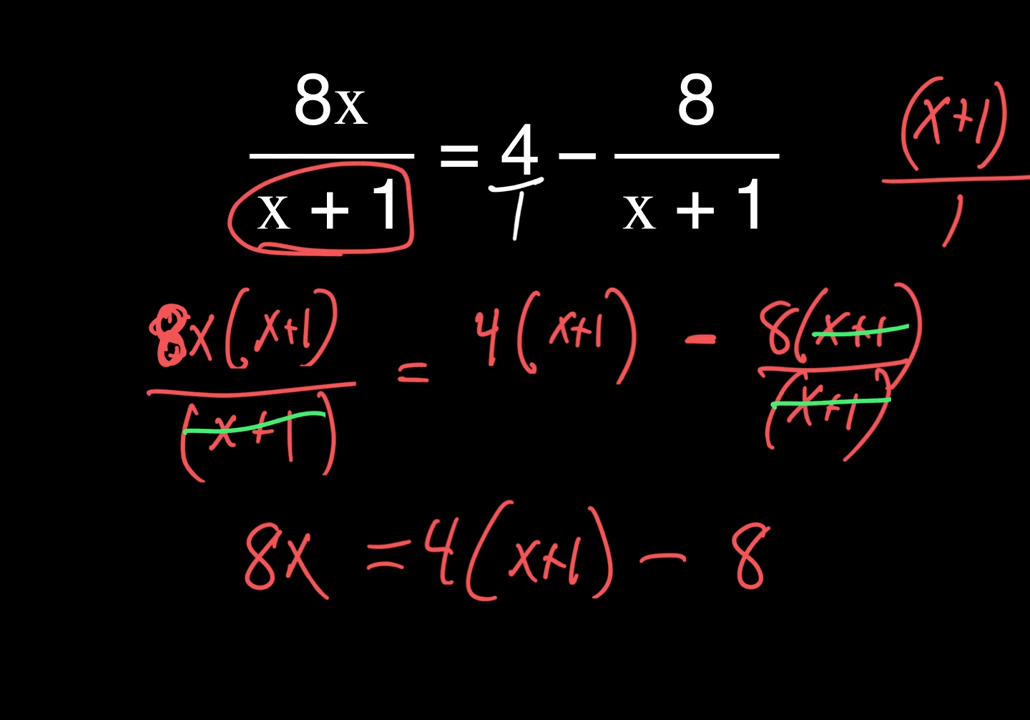 8x / x + 1 = 4 / 1 − 8 / x + 1
(x+1) / 1
8x(x+1) / (x+1) = 4(x+1) - 8(x+1) / (x+1)
8x = 4(x+1) - 8